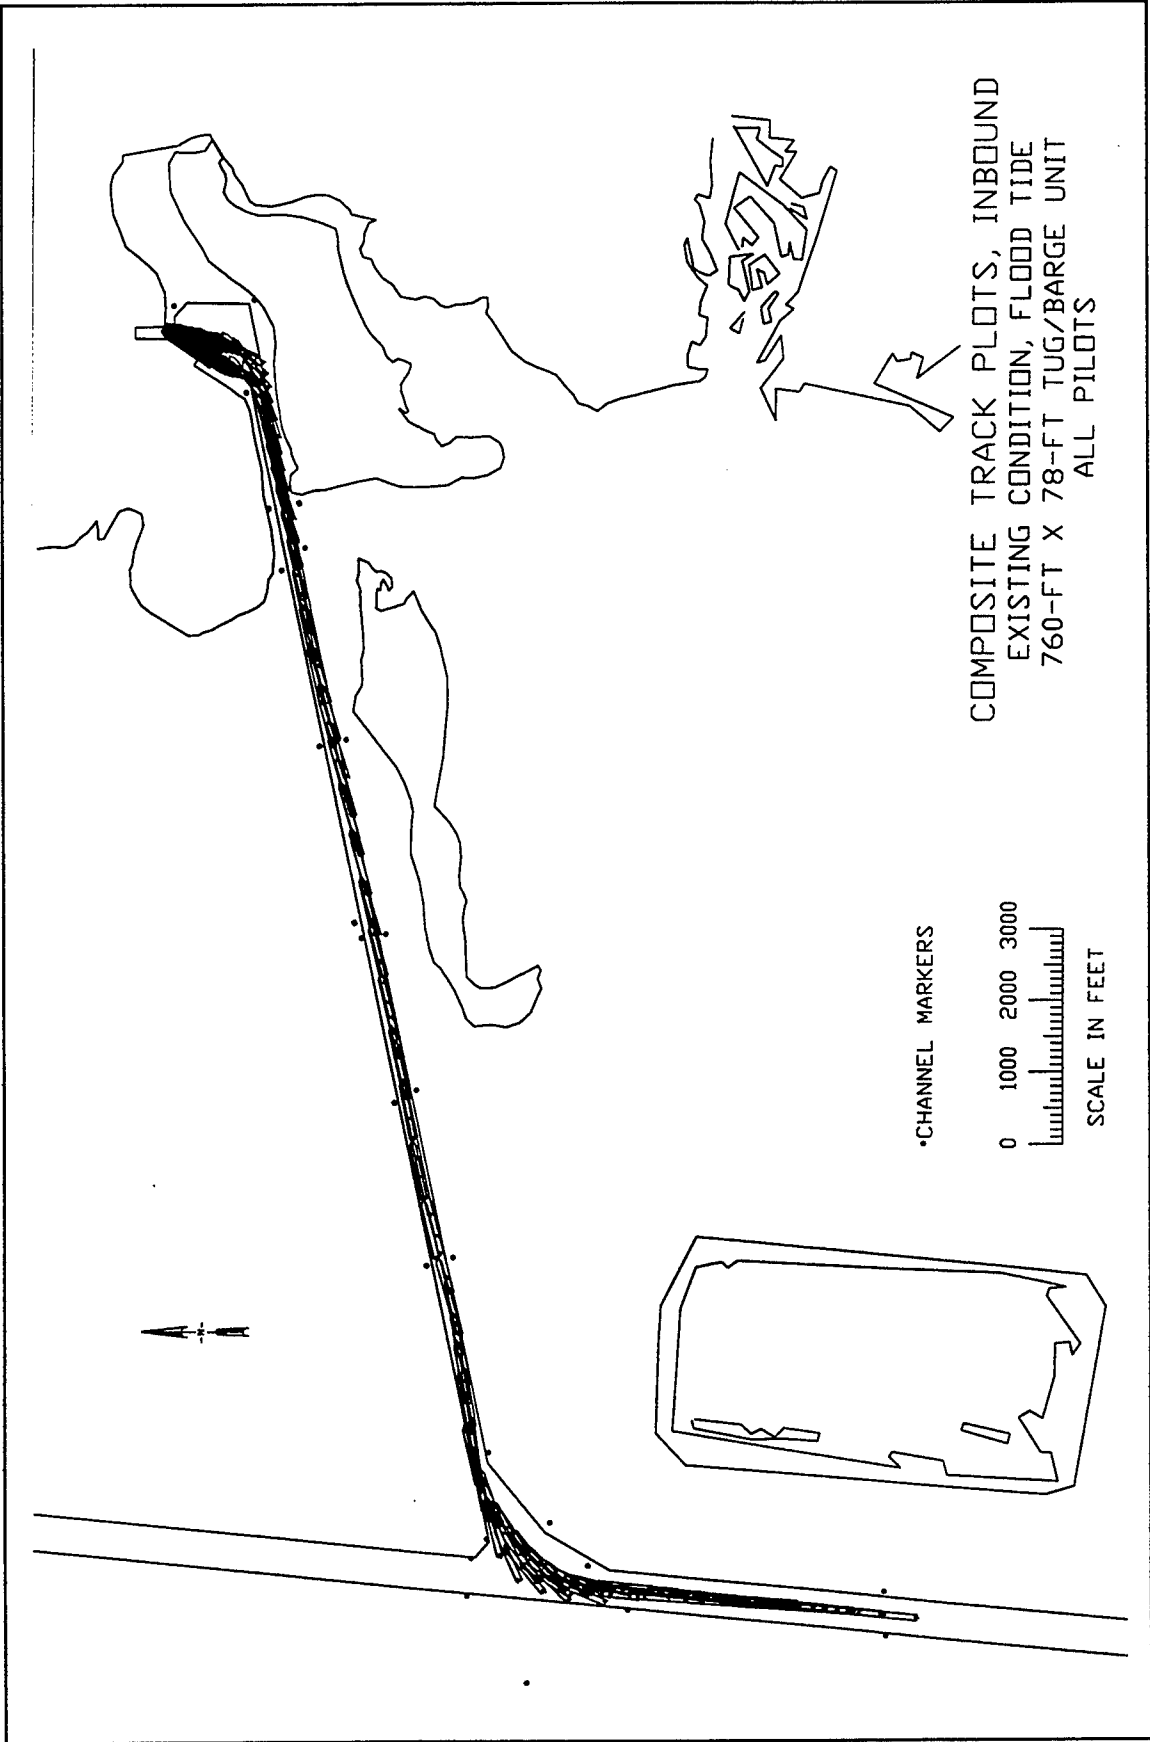 COMPOSITE TRACK PLOTS, INBOUND
EXISTING CONDITION, FLOOD TIDE
760-FT X 78-FT TUG/BARGE UNIT
ALL PILOTS
•CHANNEL MARKERS
0 1000 2000 3000
SCALE IN FEET